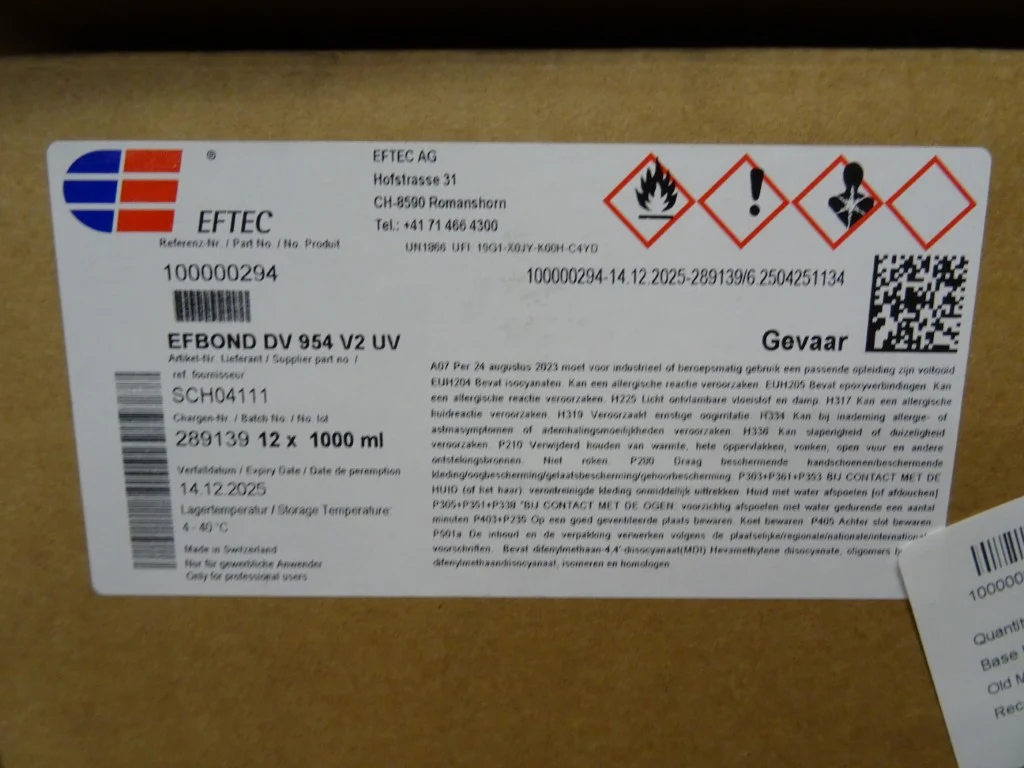 ®
EFTEC
EFTEC AG
Hofstrasse 31
CH-8590 Romanshorn
Tel.: +41 71 466 4300
UN1866 UFI: 19G1-X0JY-K00H-C4YD
Referenz-Nr. / Part No. / No. Produit
100000294
100000294-14.12.2025-289139/6.2504251134
EFBOND DV 954 V2 UV
Gevaar
Artikel-Nr. Lieferant / Supplier part no. /
ref. fournisseur
SCH04111
Chargen-Nr. / Batch No / No. lot
289139 12 x 1000 ml
Verfalldatum / Expiry Date / Date de peremption
14.12.2025
Lagertemperatur / Storage Temperature:
4 - 40 °C
Made in Switzerland
Nur für gewerbliche Anwender
Only for professional users
A07 Per 24 augustus 2023 moet voor industrieel of beroepsmatig gebruik een passende opleiding zijn voltooid
EUH204 Bevat isocyanaten. Kan een allergische reactie veroorzaken. EUH205 Bevat epoxyverbindingen. Kan
een allergische reactie veroorzaken. H225 Licht ontvlambare vloeistof en damp. H317 Kan een allergische
huidreactie veroorzaken. H319 Veroorzaakt ernstige oogirritatie. H334 Kan bij inademing allergie- of
astmasymptomen of ademhalingsmoeilijkheden veroorzaken. H336 Kan slaperigheid of duizeligheid
veroorzaken. P210 Verwijderd houden van warmte, hete oppervlakken, vonken, open vuur en andere
ontstekingsbronnen. Niet roken. P280 Draag beschermende handschoenen/beschermende
kleding/oogbescherming/gelaatsbescherming/gehoorbescherming. P303+P361+P353 BIJ CONTACT MET DE
HUID (of het haar): verontreinigde kleding onmiddellijk uittrekken. Huid met water afspoelen [of afdouchen]
P305+P351+P338 "BIJ CONTACT MET DE OGEN: voorzichtig afspoelen met water gedurende een aantal
minuten P403+P235 Op een goed geventileerde plaats bewaren. Koel bewaren. P405 Achter slot bewaren.
P501a De inhoud en de verpakking verwerken volgens de plaatselijke/regionale/nationale/international
voorschriften. Bevat difenylmethaan-4,4'-diisocyanaat(MDI) Hexamethylene diisocyanate, oligomers
difenylmethaandiisocyanaat, isomeren en homologen
10000
Quantit
Base
Old M
Rec